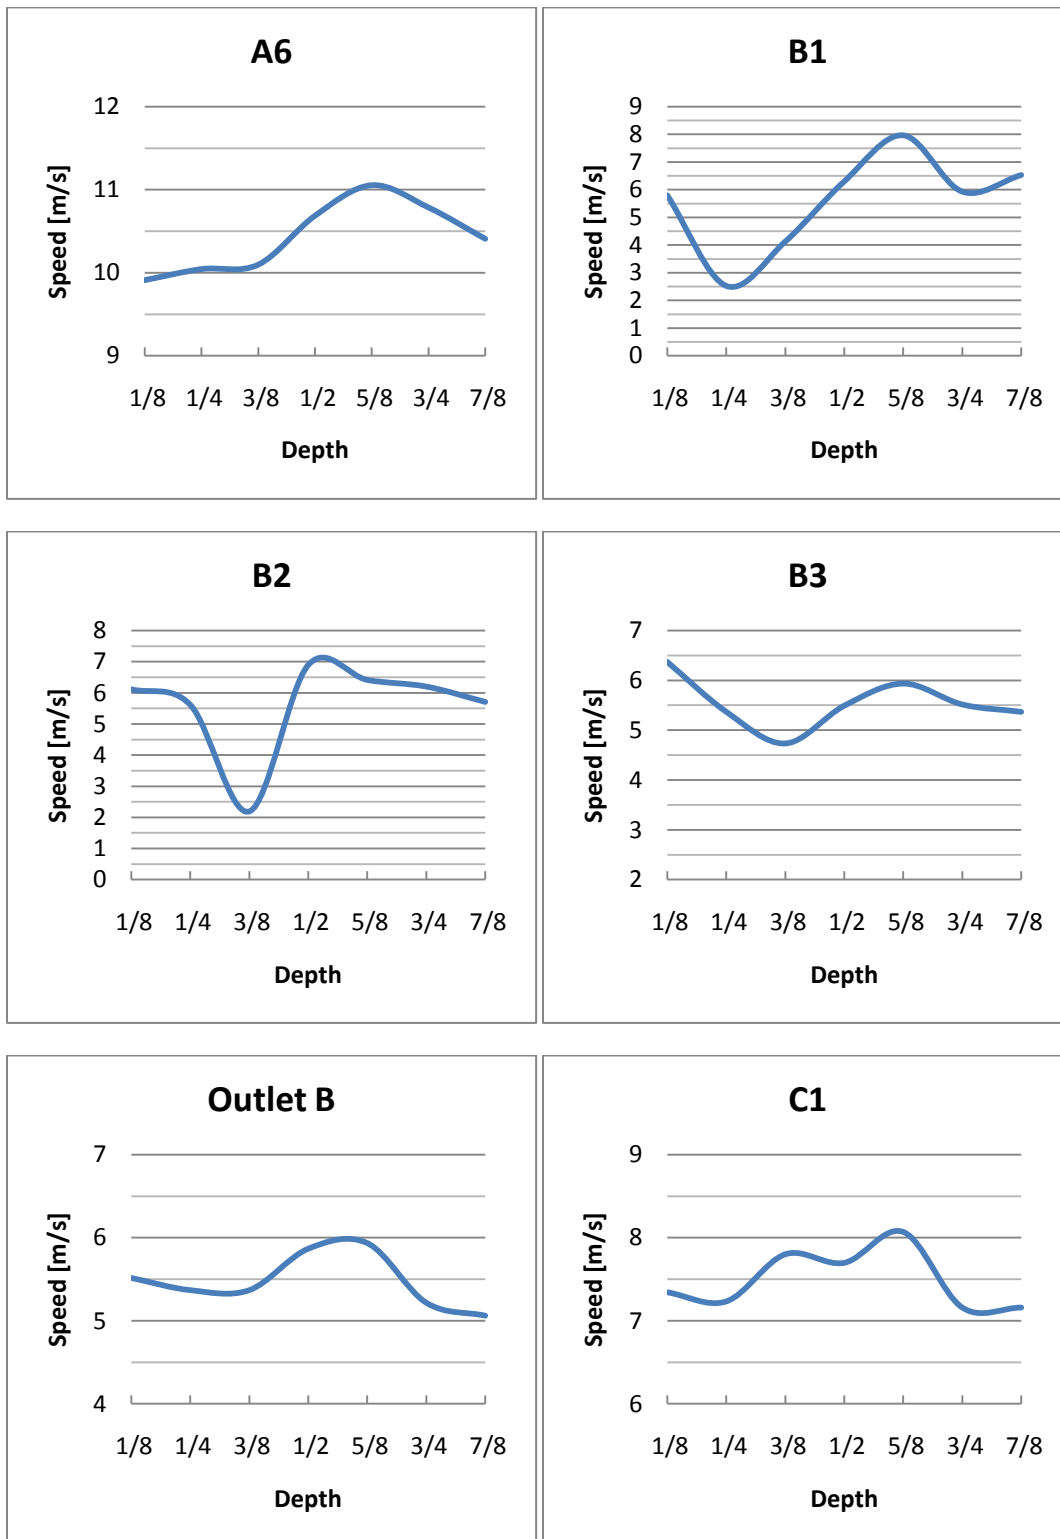 A6
12
11
10
9
Speed [m/s]
1/8 1/4 3/8 1/2 5/8 3/4 7/8
Depth
B1
9
8
7
6
5
4
3
2
1
0
Speed [m/s]
1/8 1/4 3/8 1/2 5/8 3/4 7/8
Depth
B2
8
7
6
5
4
3
2
1
0
Speed [m/s]
1/8 1/4 3/8 1/2 5/8 3/4 7/8
Depth
B3
7
6
5
4
3
2
Speed [m/s]
1/8 1/4 3/8 1/2 5/8 3/4 7/8
Depth
Outlet B
7
6
5
4
Speed [m/s]
1/8 1/4 3/8 1/2 5/8 3/4 7/8
Depth
C1
9
8
7
6
Speed [m/s]
1/8 1/4 3/8 1/2 5/8 3/4 7/8
Depth